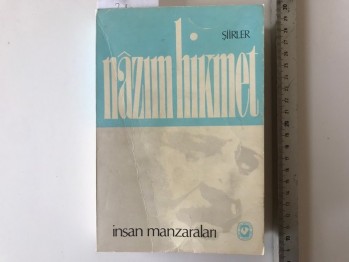 ŞİİRLER
nâzım hikmet
insan manzaraları